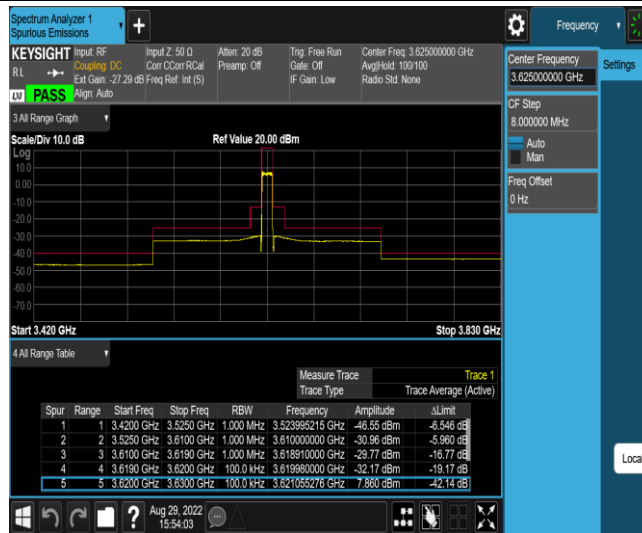 Spectrum Analyzer 1
Spurious Emissions
Frequency
KEYSIGHT Input: RF Input Z: 50 Ω Atten: 20 dB Trig: Free Run Center Freq: 3.625000000 GHz
RL Coupling: DC Corr CCorr RCal Preamp: Off Gate: Off Avg|Hold: 100/100
Ext Gain: -27.29 dB Freq Ref: Int (S) IF Gain: Low Radio Std: None
LXI PASS Align: Auto
Center Frequency
3.625000000 GHz
Settings
CF Step
8.000000 MHz
Auto
Man
Freq Offset
0 Hz
3 All Range Graph
Scale/Div 10.0 dB Ref Value 20.00 dBm
Log
10.0
0.00
-10.0
-20.0
-30.0
-40.0
-50.0
-60.0
-70.0
Start 3.420 GHz Stop 3.830 GHz
4 All Range Table
Measure Trace Trace 1
Trace Type Trace Average (Active)
Spur Range Start Freq Stop Freq RBW Frequency Amplitude ΔLimit
1 1 3.4200 GHz 3.5250 GHz 1.000 MHz 3.523995215 GHz -46.55 dBm -6.546 dB
2 2 3.5250 GHz 3.6100 GHz 1.000 MHz 3.610000000 GHz -30.96 dBm -5.960 dB
3 3 3.6100 GHz 3.6190 GHz 1.000 MHz 3.618910000 GHz -29.77 dBm -16.77 dB
4 4 3.6190 GHz 3.6200 GHz 100.0 kHz 3.619980000 GHz -32.17 dBm -19.17 dB
5 5 3.6200 GHz 3.6300 GHz 100.0 kHz 3.621055276 GHz 7.860 dBm -42.14 dB
Local
Aug 29, 2022
15:54:03